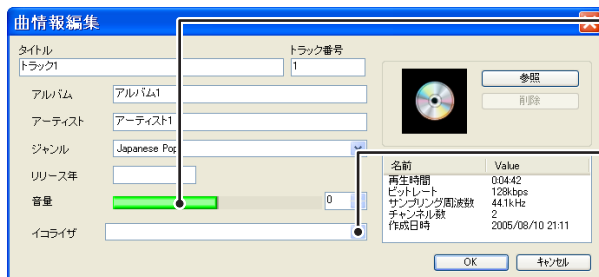 曲情報編集
タイトル
トラック番号
トラック1
1
アルバム
アルバム1
アーティスト
アーティスト1
ジャンル
Japanese Pop
リリース年
音量
0
イコライザ
参照
削除
名前 Value
再生時間 0:04:42
ビットレート 128kbps
サンプリング周波数 44.1kHz
チャンネル数 2
作成日時 2005/08/10 21:11
OK
キャンセル